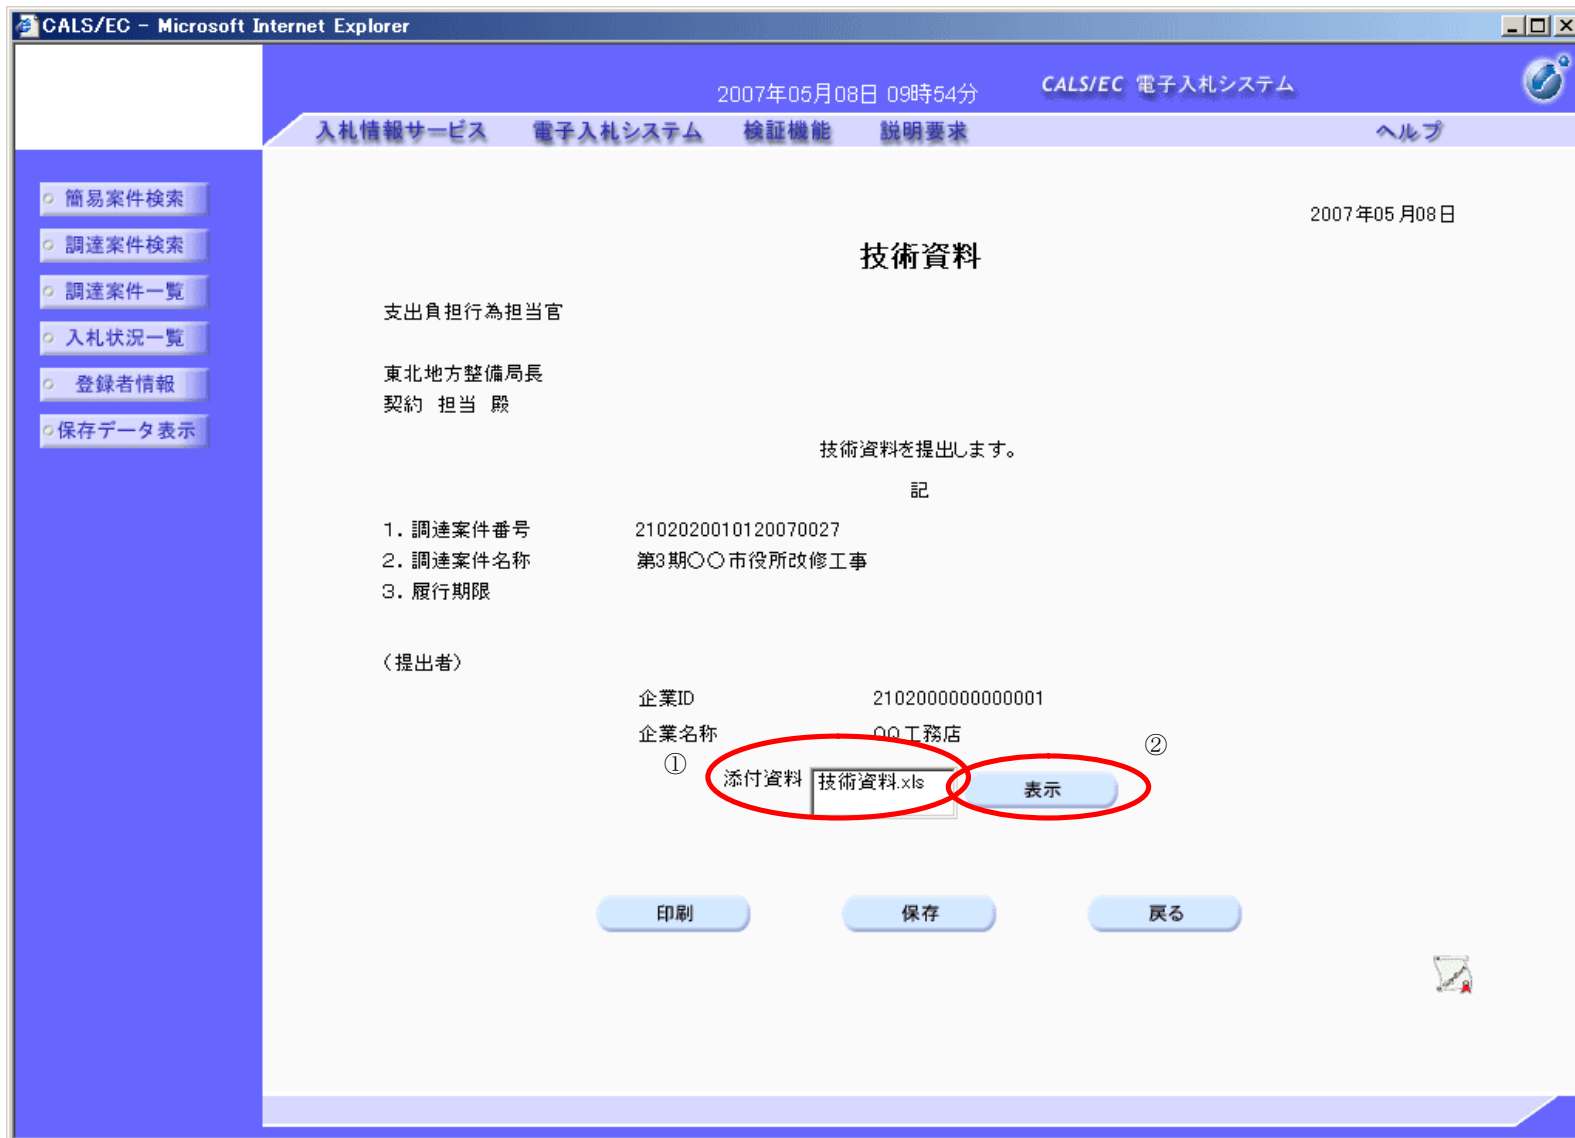 CALS/EC - Microsoft Internet Explorer
2007年05月08日 09時54分
CALS/EC 電子入札システム
入札情報サービス 電子入札システム 検証機能 説明要求 ヘルプ
簡易案件検索
調達案件検索
調達案件一覧
入札状況一覧
登録者情報
保存データ表示
2007年05月08日
技術資料
支出負担行為担当官
東北地方整備局長
契約 担当 殿
技術資料を提出します。
記
1．調達案件番号 2102020010120070027
2．調達案件名称 第3期〇〇市役所改修工事
3．履行期限
（提出者）
企業ID 2102000000000001
企業名称 QQ工務店
① ②
添付資料 技術資料.xls 表示
印刷 保存 戻る